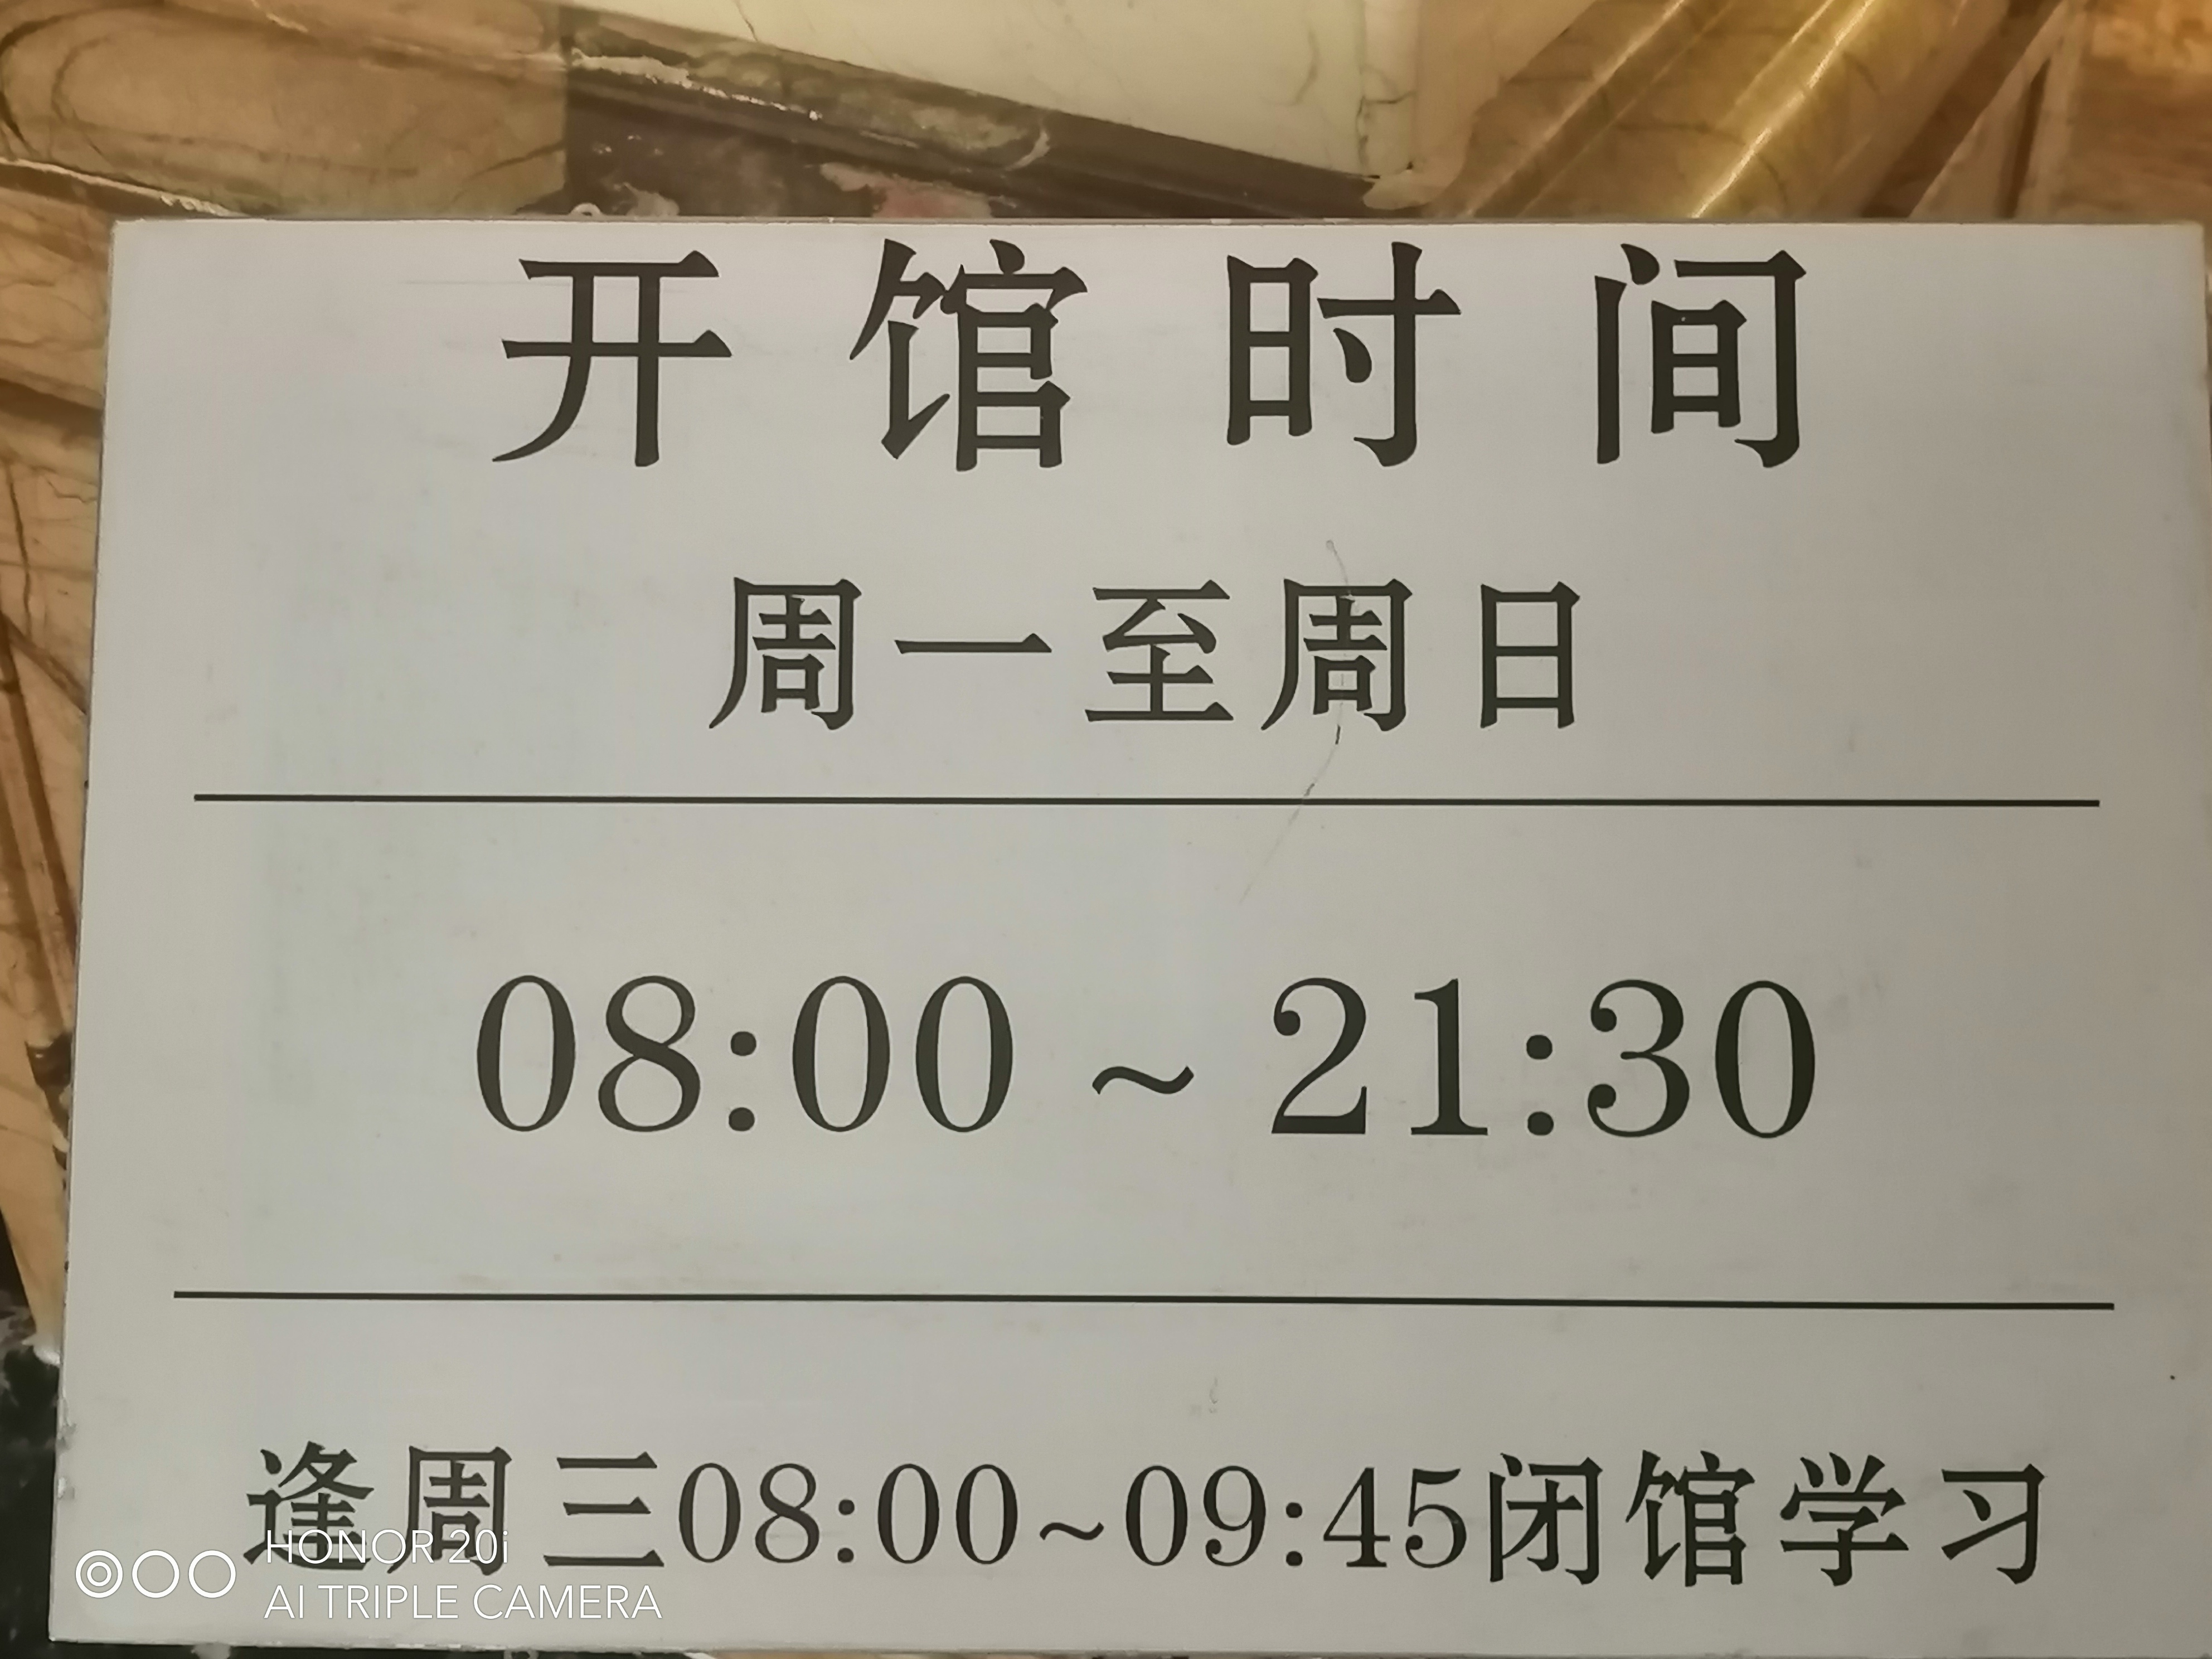 开馆时间
周一至周日
08:00 ~ 21:30
逢周三08:00~09:45闭馆学习
HONOR 20i
AI TRIPLE CAMERA